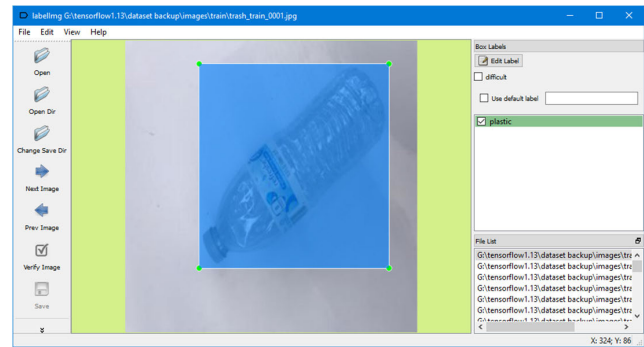 labelImg G:\tensorflow1.13\dataset backup\images\train\trash_train_0001.jpg
File Edit View Help
Open
Open Dir
Change Save Dir
Next Image
Prev Image
Verify Image
Save
Box Labels
Edit Label
difficult
Use default label
plastic
File List
G:\tensorflow1.13\dataset backup\images\tra
G:\tensorflow1.13\dataset backup\images\tra
G:\tensorflow1.13\dataset backup\images\tra
G:\tensorflow1.13\dataset backup\images\tra
G:\tensorflow1.13\dataset backup\images\tra
G:\tensorflow1.13\dataset backup\images\tra
X: 324; Y: 86